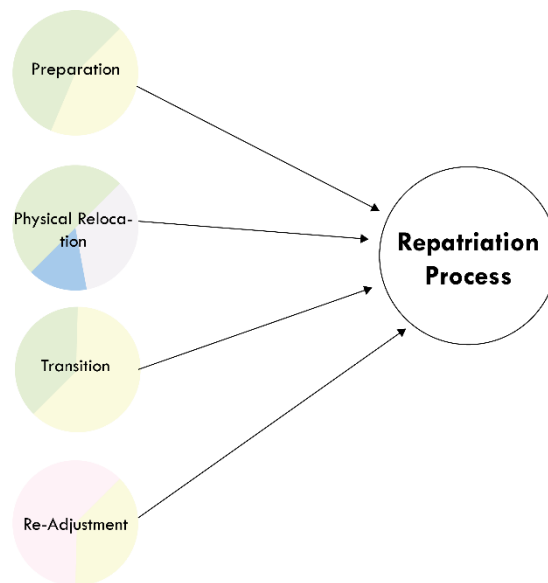 Preparation
Physical Reloca-
tion
Repatriation
Process
Transition
Re-Adjustment